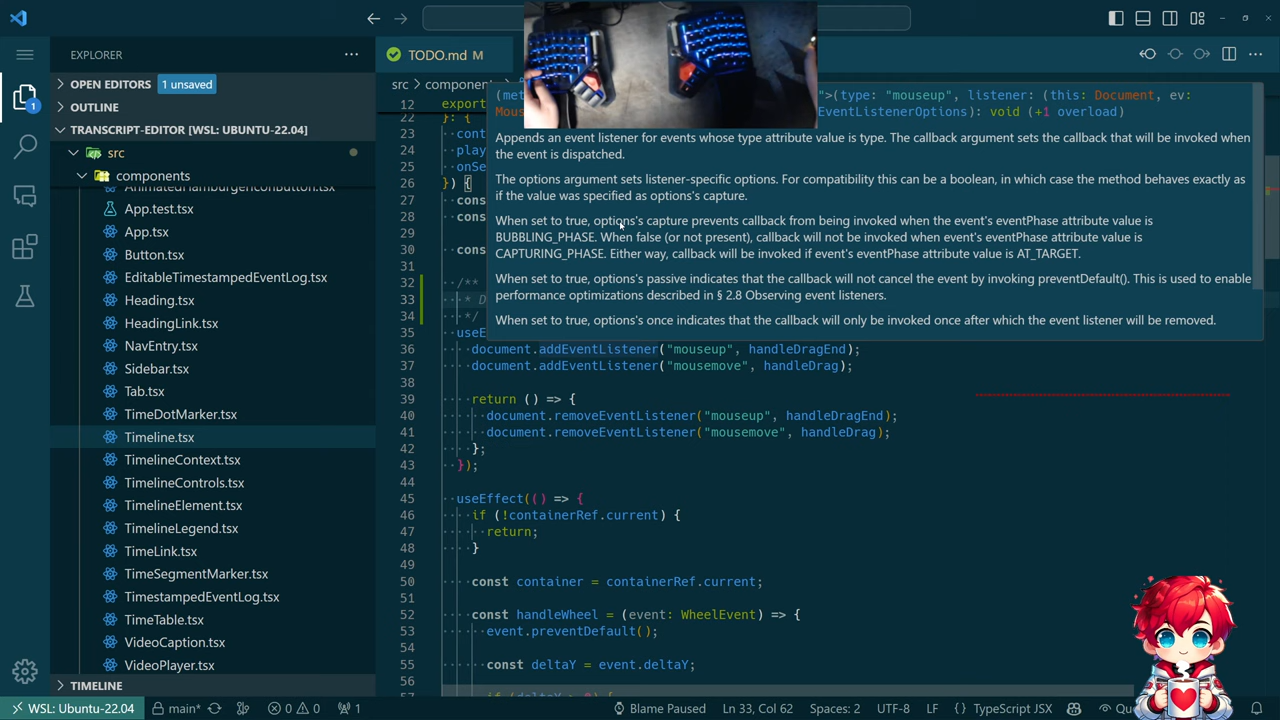 TODO.md M
EXPLORER
OPEN EDITORS
1 unsaved
OUTLINE
TRANSCRIPT-EDITOR [WSL: UBUNTU-22.04]
src
components
AnimatedHamburgerIconButton.tsx
App.test.tsx
App.tsx
Button.tsx
EditableTimestampedEventLog.tsx
Heading.tsx
HeadingLink.tsx
NavEntry.tsx
Sidebar.tsx
Tab.tsx
TimeDotMarker.tsx
Timeline.tsx
TimelineContext.tsx
TimelineControls.tsx
TimelineElement.tsx
TimelineLegend.tsx
TimeLink.tsx
TimeSegmentMarker.tsx
TimestampedEventLog.tsx
TimeTable.tsx
VideoCaption.tsx
VideoPlayer.tsx
TIMELINE
1
src > componen
">(type: "mouseup", listener: (this: Document, ev:
EventListenerOptions): void (+1 overload)
Appends an event listener for events whose type attribute value is type. The callback argument sets the callback that will be invoked when
the event is dispatched.
The options argument sets listener-specific options. For compatibility this can be a boolean, in which case the method behaves exactly as
if the value was specified as options's capture.
When set to true, options's capture prevents callback from being invoked when the event's eventPhase attribute value is
BUBBLING_PHASE. When false (or not present), callback will not be invoked when event's eventPhase attribute value is
CAPTURING_PHASE. Either way, callback will be invoked if event's eventPhase attribute value is AT_TARGET.
When set to true, options's passive indicates that the callback will not cancel the event by invoking preventDefault(). This is used to enable
performance optimizations described in § 2.8 Observing event listeners.
When set to true, options's once indicates that the callback will only be invoked once after which the event listener will be removed.
12 export
22 }: {
23 cont
24 play
25 onSe
26 }) {
27 cons
28 cons
29
30 cons
31
32 /**
33 * D
34 */
35 useE
36 document.addEventListener("mouseup", handleDragEnd);
37 document.addEventListener("mousemove", handleDrag);
38
39 return () => {
40 document.removeEventListener("mouseup", handleDragEnd);
41 document.removeEventListener("mousemove", handleDrag);
42 };
43 });
44
45 useEffect(() => {
46 if (!containerRef.current) {
47 return;
48 }
49
50 const container = containerRef.current;
51
52 const handleWheel = (event: WheelEvent) => {
53 event.preventDefault();
54
55 const deltaY = event.deltaY;
56
57
WSL: Ubuntu-22.04
main*
0 0
1
Blame Paused
Ln 33, Col 62
Spaces: 2
UTF-8
LF
{ } TypeScript JSX